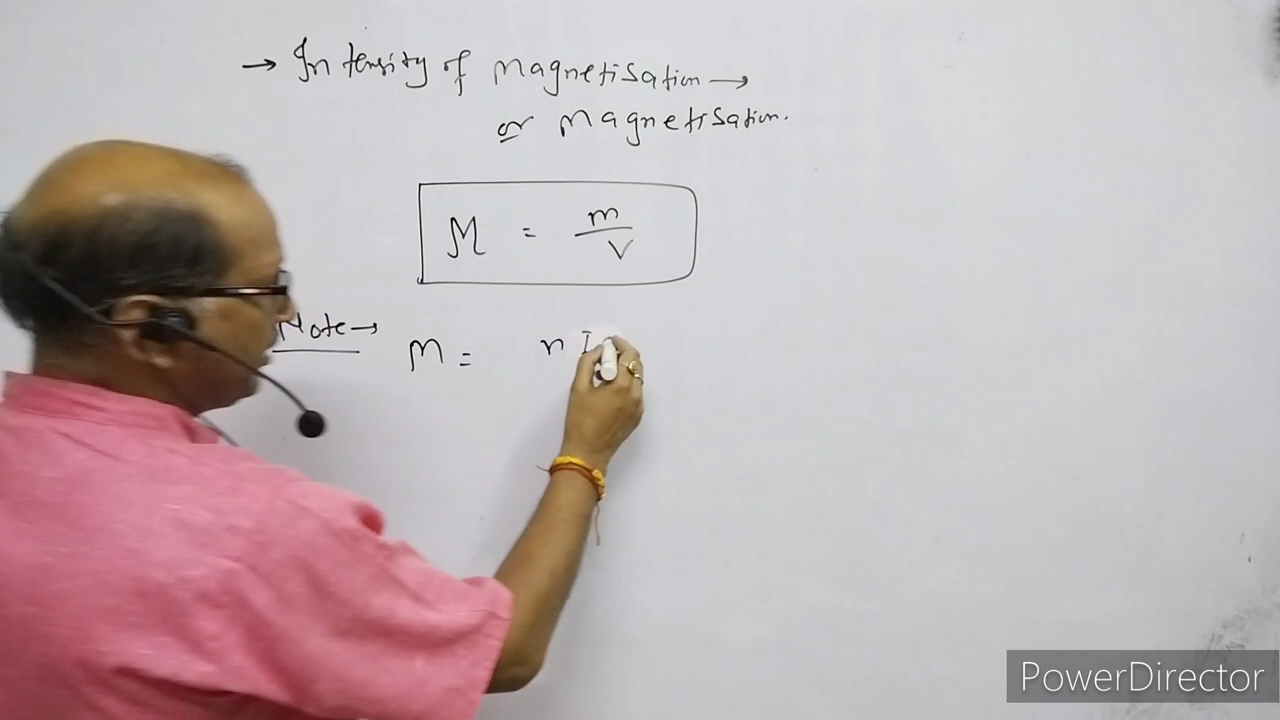 → Intensity of magnetisation →
or magnetisation.
M = m/V
Note → M = n I
PowerDirector